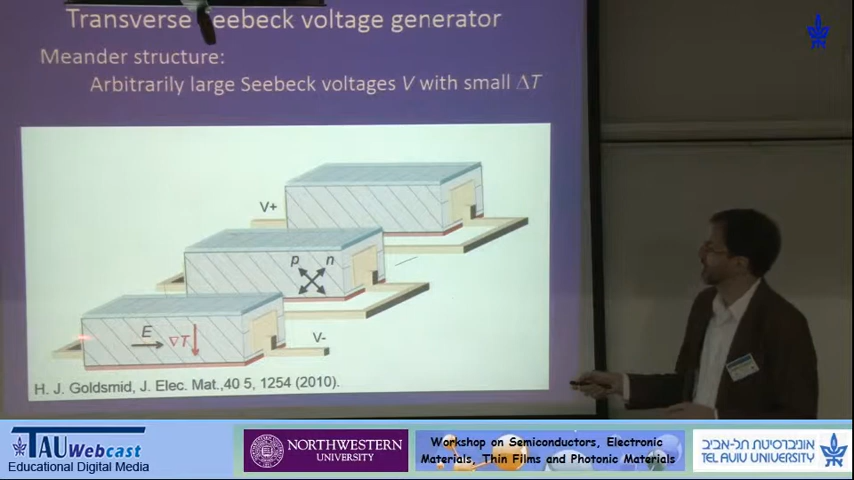 Transverse Seebeck voltage generator
Meander structure:
Arbitrarily large Seebeck voltages V with small ΔT
V+
p n
E
∇T
V-
H. J. Goldsmid, J. Elec. Mat.,40 5, 1254 (2010).
TAU Webcast
Educational Digital Media
NORTHWESTERN
UNIVERSITY
Workshop on Semiconductors, Electronic
Materials, Thin Films and Photonic Materials
אוניברסיטת תל-אביב
TEL AVIV UNIVERSITY